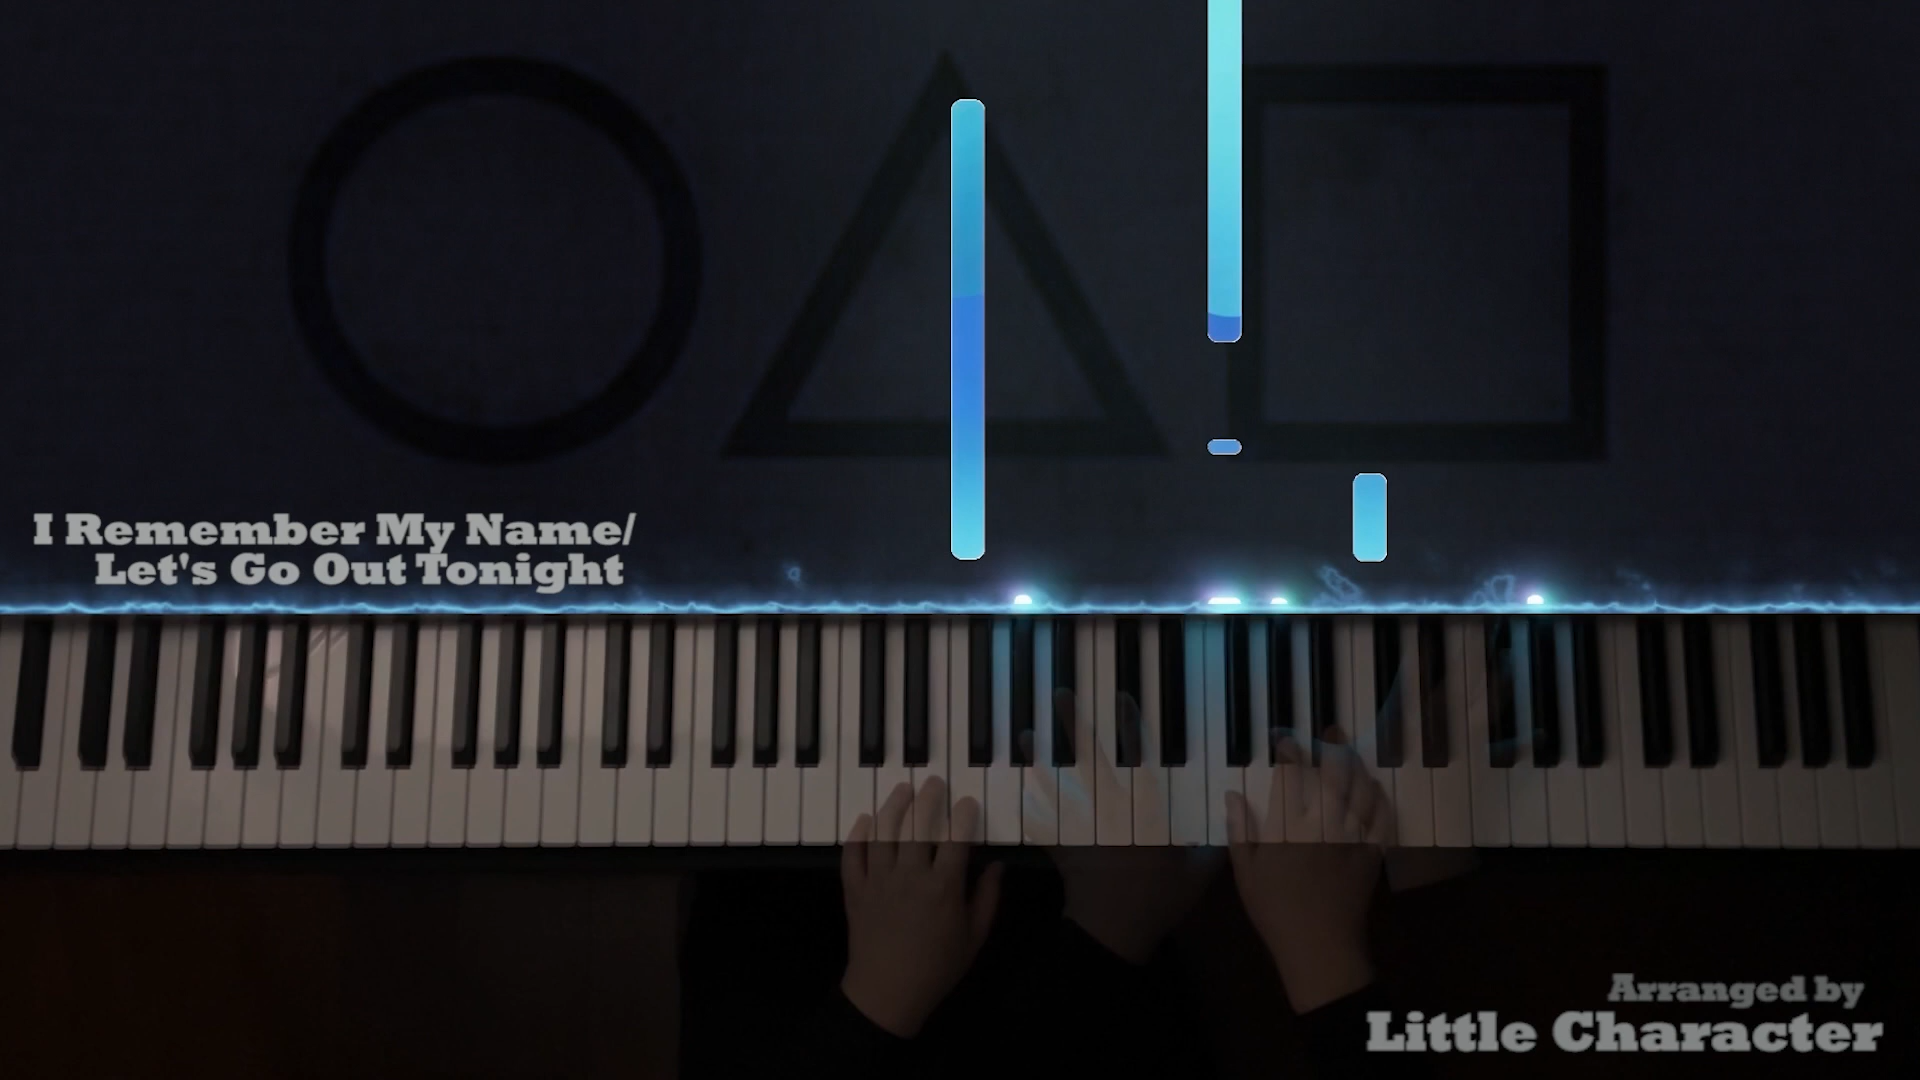 I Remember My Name/
Let's Go Out Tonight
Arranged by
Little Character